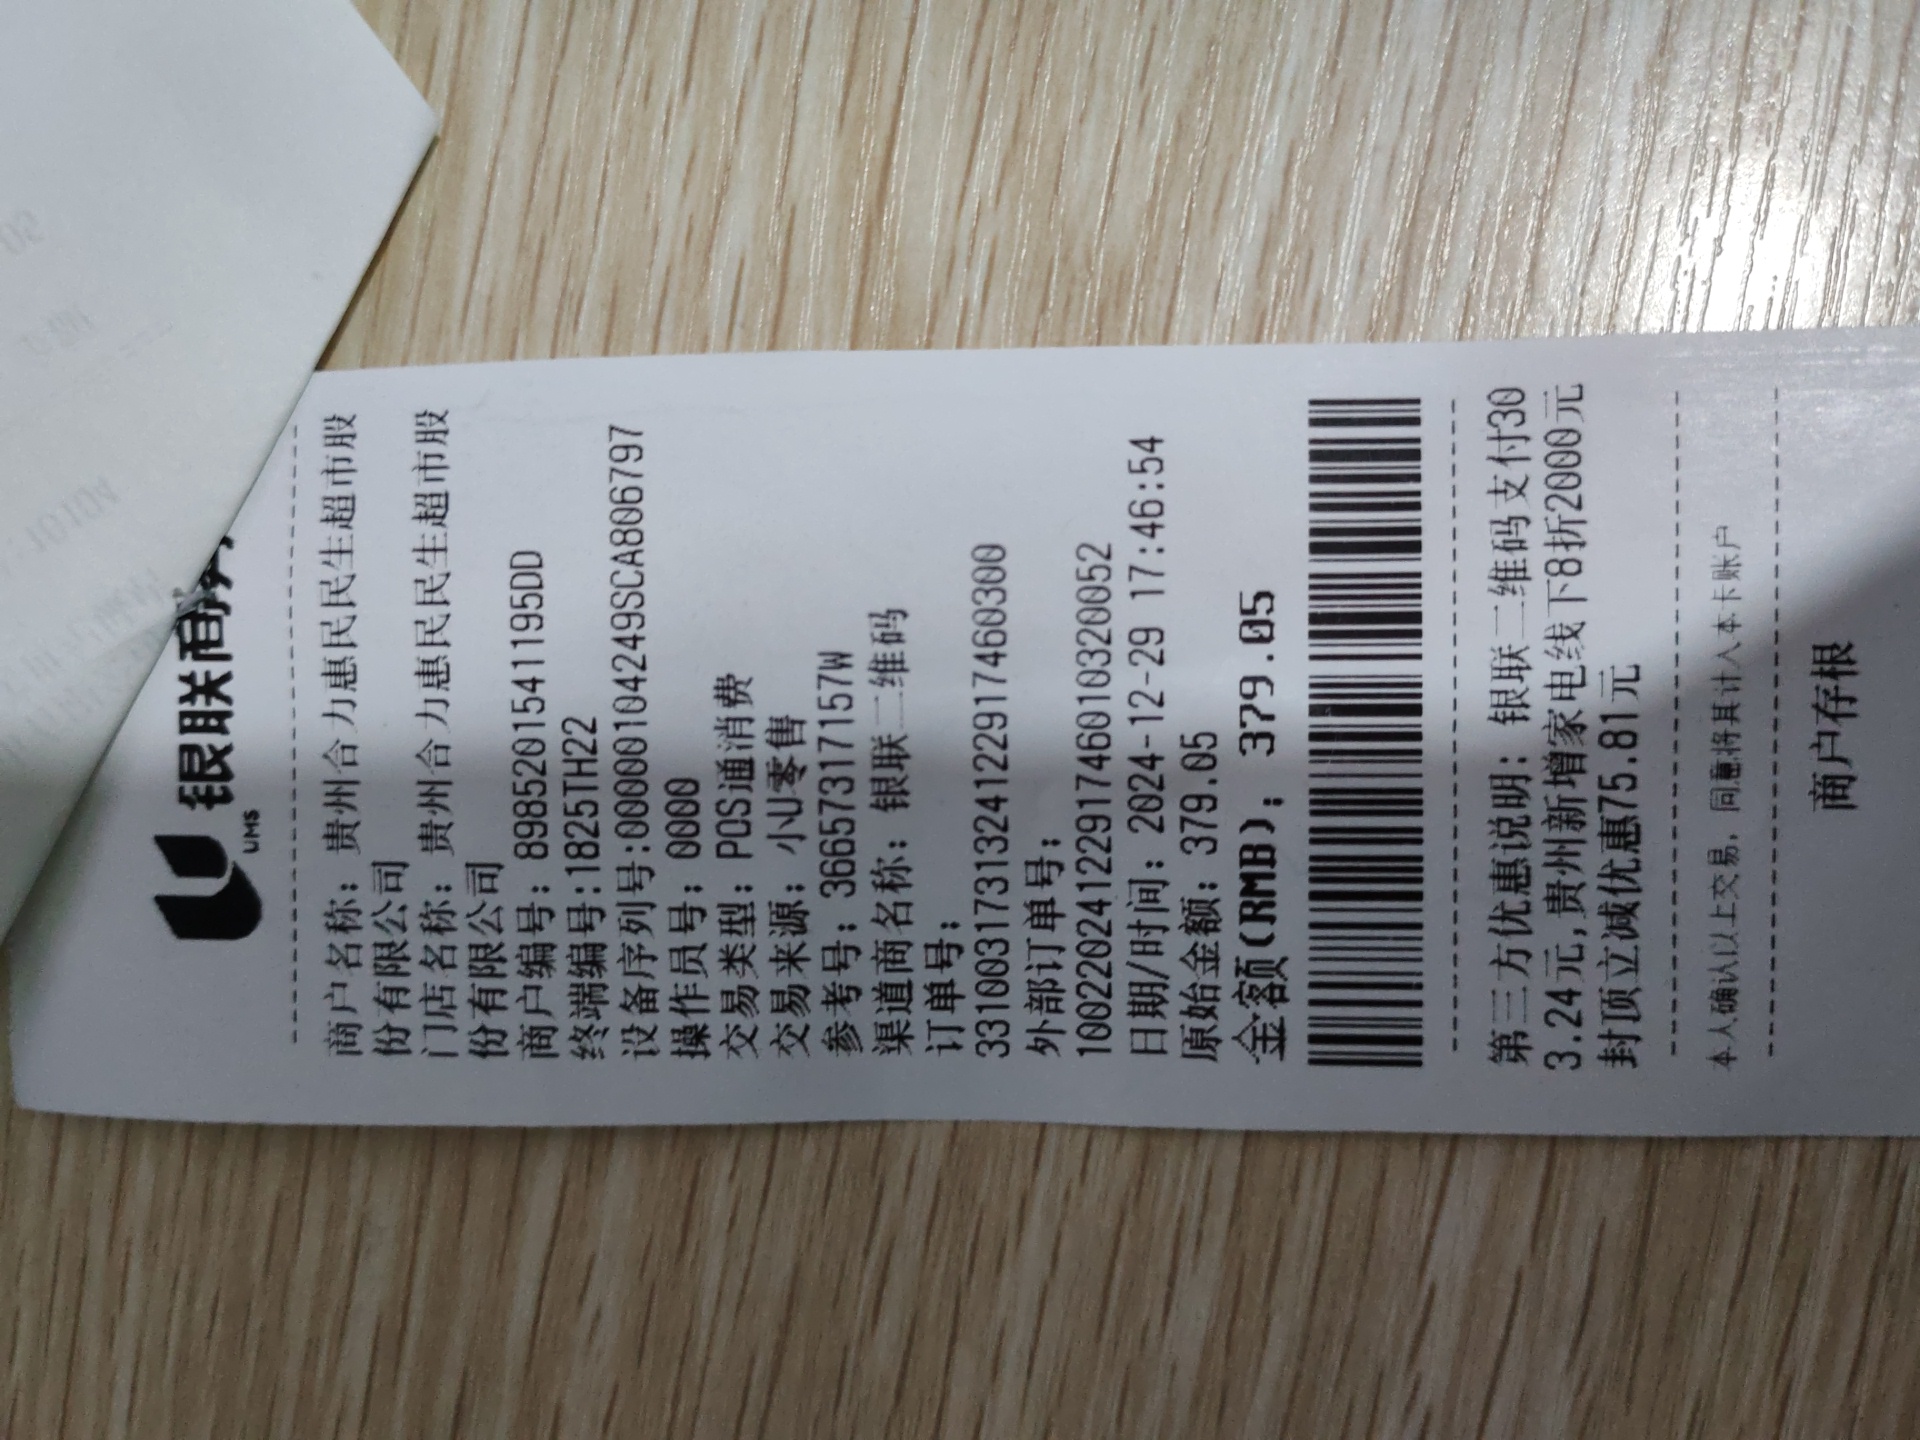 银联商
UMS
商户名称：贵州合力惠民民生超市股
份有限公司
门店名称：贵州合力惠民民生超市股
份有限公司
商户编号：898520154119​5DD
终端编号:1825TH22
设备序列号:00000104249SCA806797
操作员号：0000
交易类型：POS通消费
交易来源：小U零售
参考号：36657317157W
渠道商名称：银联二维码
订单号：
33100317313241229174603​00
外部订单号：
1002202412291746010320052
日期/时间：2024-12-29 17:46:54
原始金额：379.05
金额(RMB)：379.05
第三方优惠说明：银联二维码支付30
3.24元,贵州新增家电线下8折2000元
封顶立减优惠75.81元
本人确认以上交易，同意将其计入本卡账户
商户存根